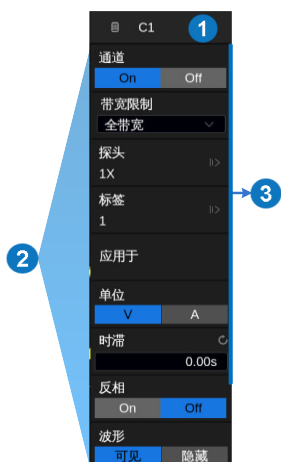 C1
1
通道
On Off
带宽限制
全带宽
探头
1X
标签
1
3
2
应用于
单位
V A
时滞
0.00s
反相
On Off
波形
可见 隐藏